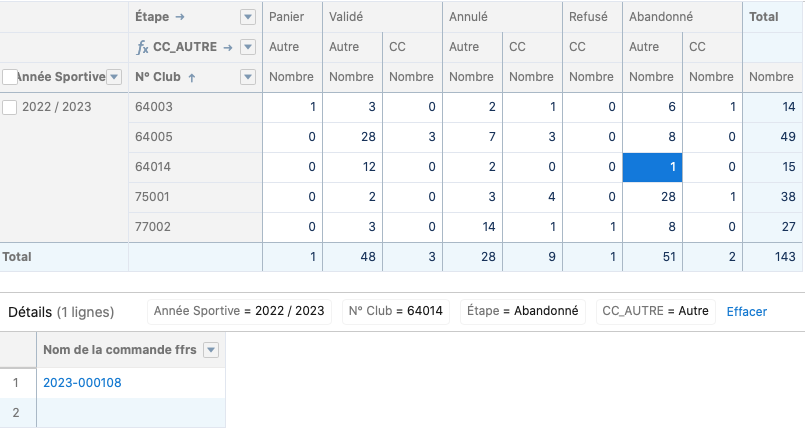 Étape → Panier Validé Annulé Refusé Abandonné Total
fx CC_AUTRE → Autre Autre CC Autre CC CC Autre CC
Année Sportive N° Club ↑ Nombre Nombre Nombre Nombre Nombre Nombre Nombre Nombre Nombre
2022 / 2023 64003 1 3 0 2 1 0 6 1 14
64005 0 28 3 7 3 0 8 0 49
64014 0 12 0 2 0 0 1 0 15
75001 0 2 0 3 4 0 28 1 38
77002 0 3 0 14 1 1 8 0 27
Total 1 48 3 28 9 1 51 2 143
Détails (1 lignes) Année Sportive = 2022 / 2023 N° Club = 64014 Étape = Abandonné CC_AUTRE = Autre Effacer
Nom de la commande ffrs
1 2023-000108
2